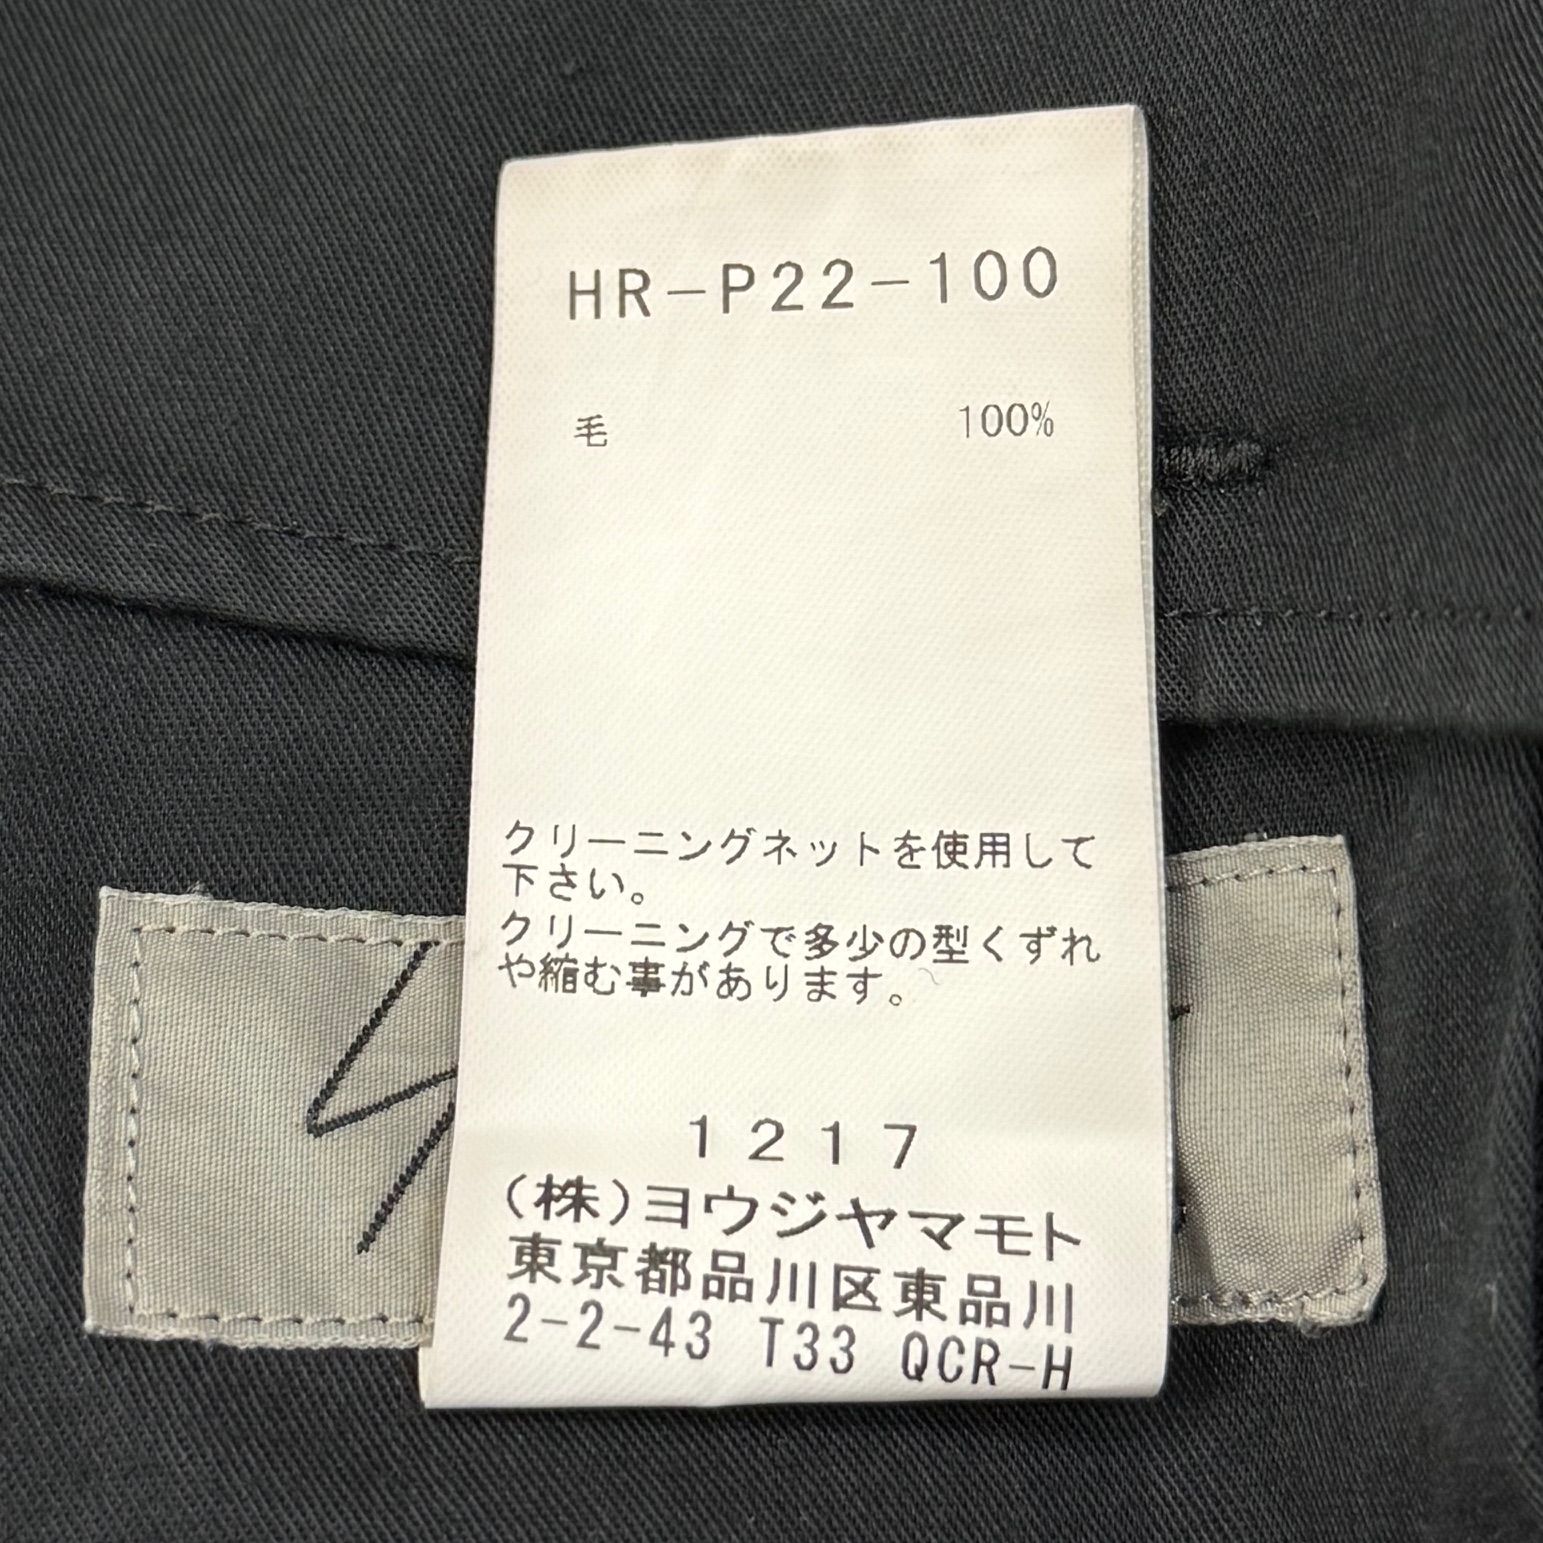 HR-P22-100
毛 100%
クリーニングネットを使用して
下さい。
クリーニングで多少の型くずれ
や縮む事があります。
1217
(株)ヨウジヤマモト
東京都品川区東品川
2-2-43 T33 QCR-H